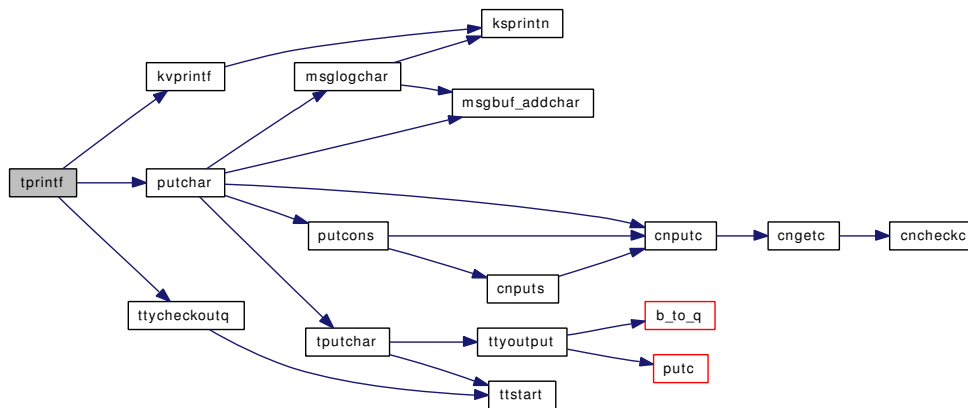 ksprintn
kvprintf
msglogchar
msgbuf_addchar
tprintf
putchar
putcons
cnputc
cngetc
cncheckc
cnputs
ttycheckoutq
b_to_q
tputchar
ttyoutput
putc
ttstart